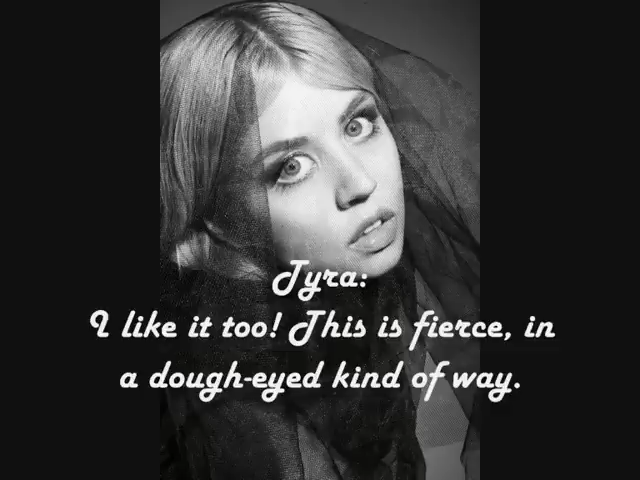 Tyra:
I like it too! This is fierce, in
a dough-eyed kind of way.